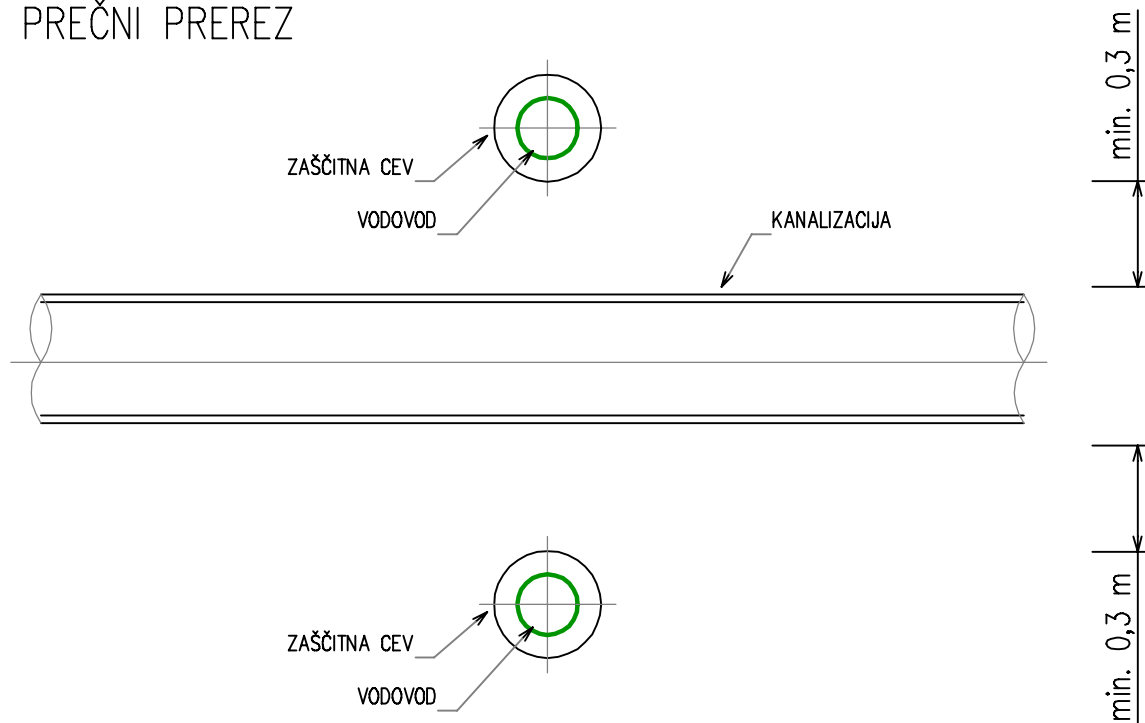 PREČNI PREREZ
min. 0,3 m
ZAŠČITNA CEV
VODOVOD
KANALIZACIJA
ZAŠČITNA CEV
VODOVOD
min. 0,3 m